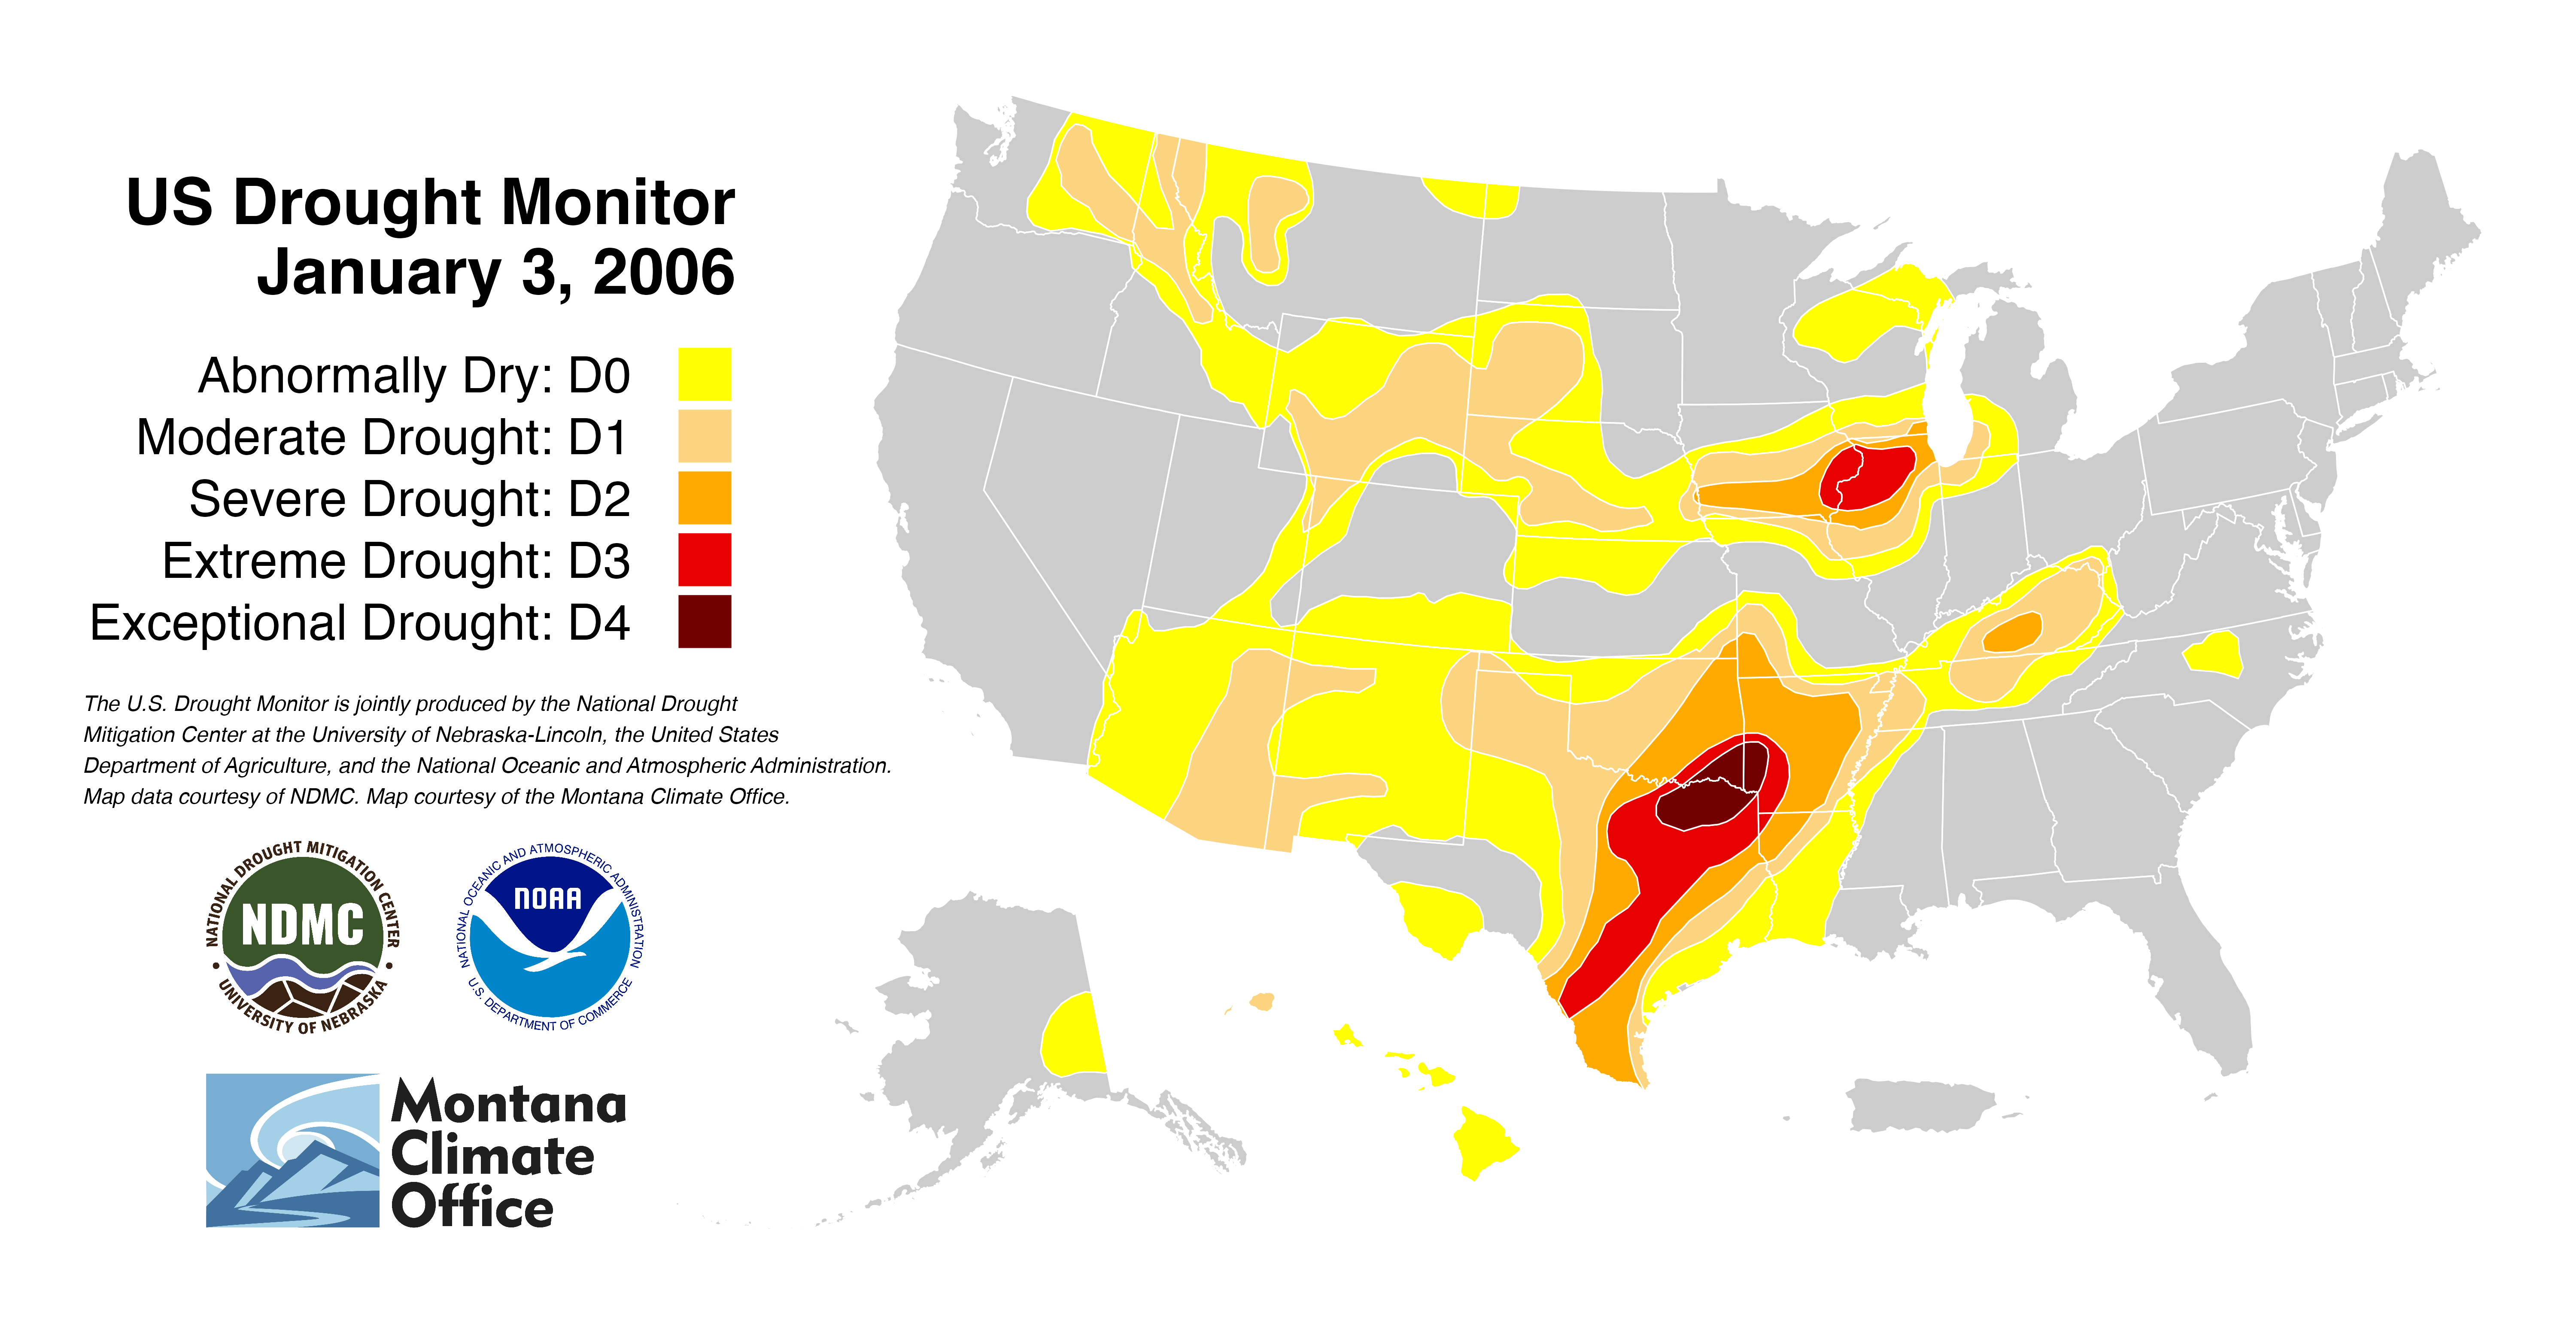 US Drought Monitor
January 3, 2006
Abnormally Dry: D0
Moderate Drought: D1
Severe Drought: D2
Extreme Drought: D3
Exceptional Drought: D4
The U.S. Drought Monitor is jointly produced by the National Drought
Mitigation Center at the University of Nebraska-Lincoln, the United States
Department of Agriculture, and the National Oceanic and Atmospheric Administration.
Map data courtesy of NDMC. Map courtesy of the Montana Climate Office.
NATIONAL DROUGHT MITIGATION CENTER
NDMC
UNIVERSITY OF NEBRASKA
NATIONAL OCEANIC AND ATMOSPHERIC ADMINISTRATION
NOAA
U.S. DEPARTMENT OF COMMERCE
Montana
Climate
Office